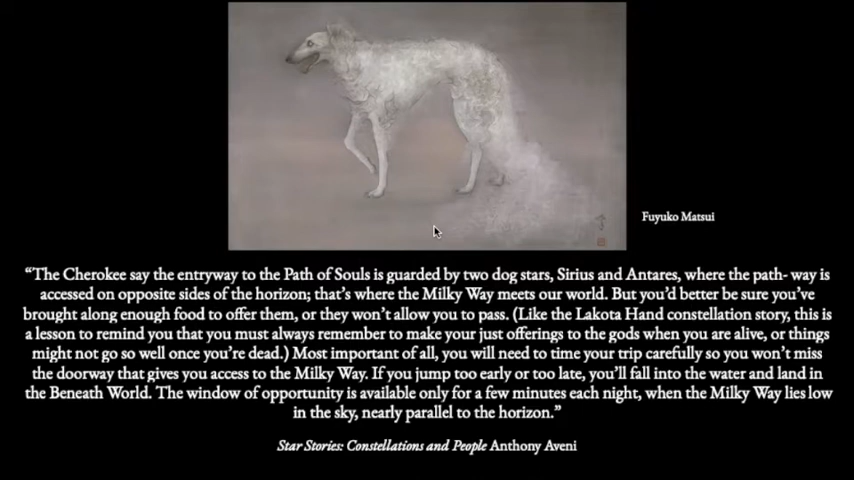 Fuyuko Matsui
“The Cherokee say the entryway to the Path of Souls is guarded by two dog stars, Sirius and Antares, where the path- way is
accessed on opposite sides of the horizon; that’s where the Milky Way meets our world. But you’d better be sure you’ve
brought along enough food to offer them, or they won’t allow you to pass. (Like the Lakota Hand constellation story, this is
a lesson to remind you that you must always remember to make your just offerings to the gods when you are alive, or things
might not go so well once you’re dead.) Most important of all, you will need to time your trip carefully so you won’t miss
the doorway that gives you access to the Milky Way. If you jump too early or too late, you’ll fall into the water and land in
the Beneath World. The window of opportunity is available only for a few minutes each night, when the Milky Way lies low
in the sky, nearly parallel to the horizon.”
Star Stories: Constellations and People Anthony Aveni